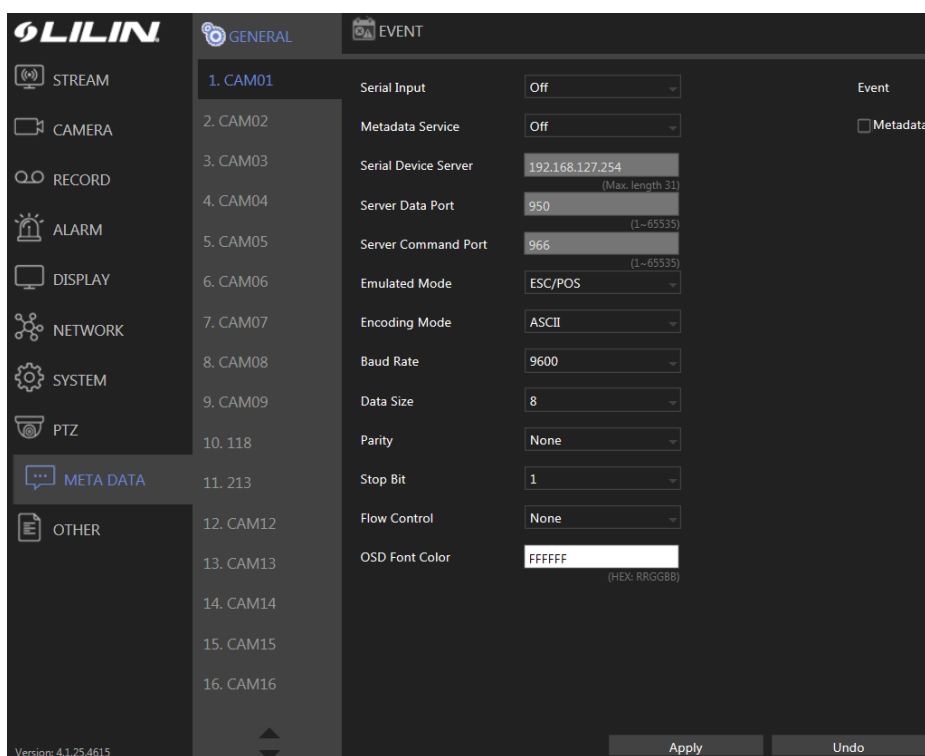 LILIN
GENERAL
EVENT
STREAM
CAMERA
RECORD
ALARM
DISPLAY
NETWORK
SYSTEM
PTZ
META DATA
OTHER
Version: 4.1.25.4615
1. CAM01
2. CAM02
3. CAM03
4. CAM04
5. CAM05
6. CAM06
7. CAM07
8. CAM08
9. CAM09
10. 118
11. 213
12. CAM12
13. CAM13
14. CAM14
15. CAM15
16. CAM16
Serial Input Off
Metadata Service Off
Serial Device Server 192.168.127.254
(Max. length 31)
Server Data Port 950
(1~65535)
Server Command Port 966
(1~65535)
Emulated Mode ESC/POS
Encoding Mode ASCII
Baud Rate 9600
Data Size 8
Parity None
Stop Bit 1
Flow Control None
OSD Font Color FFFFFF
(HEX: RRGGBB)
Event
Metadata
Apply
Undo